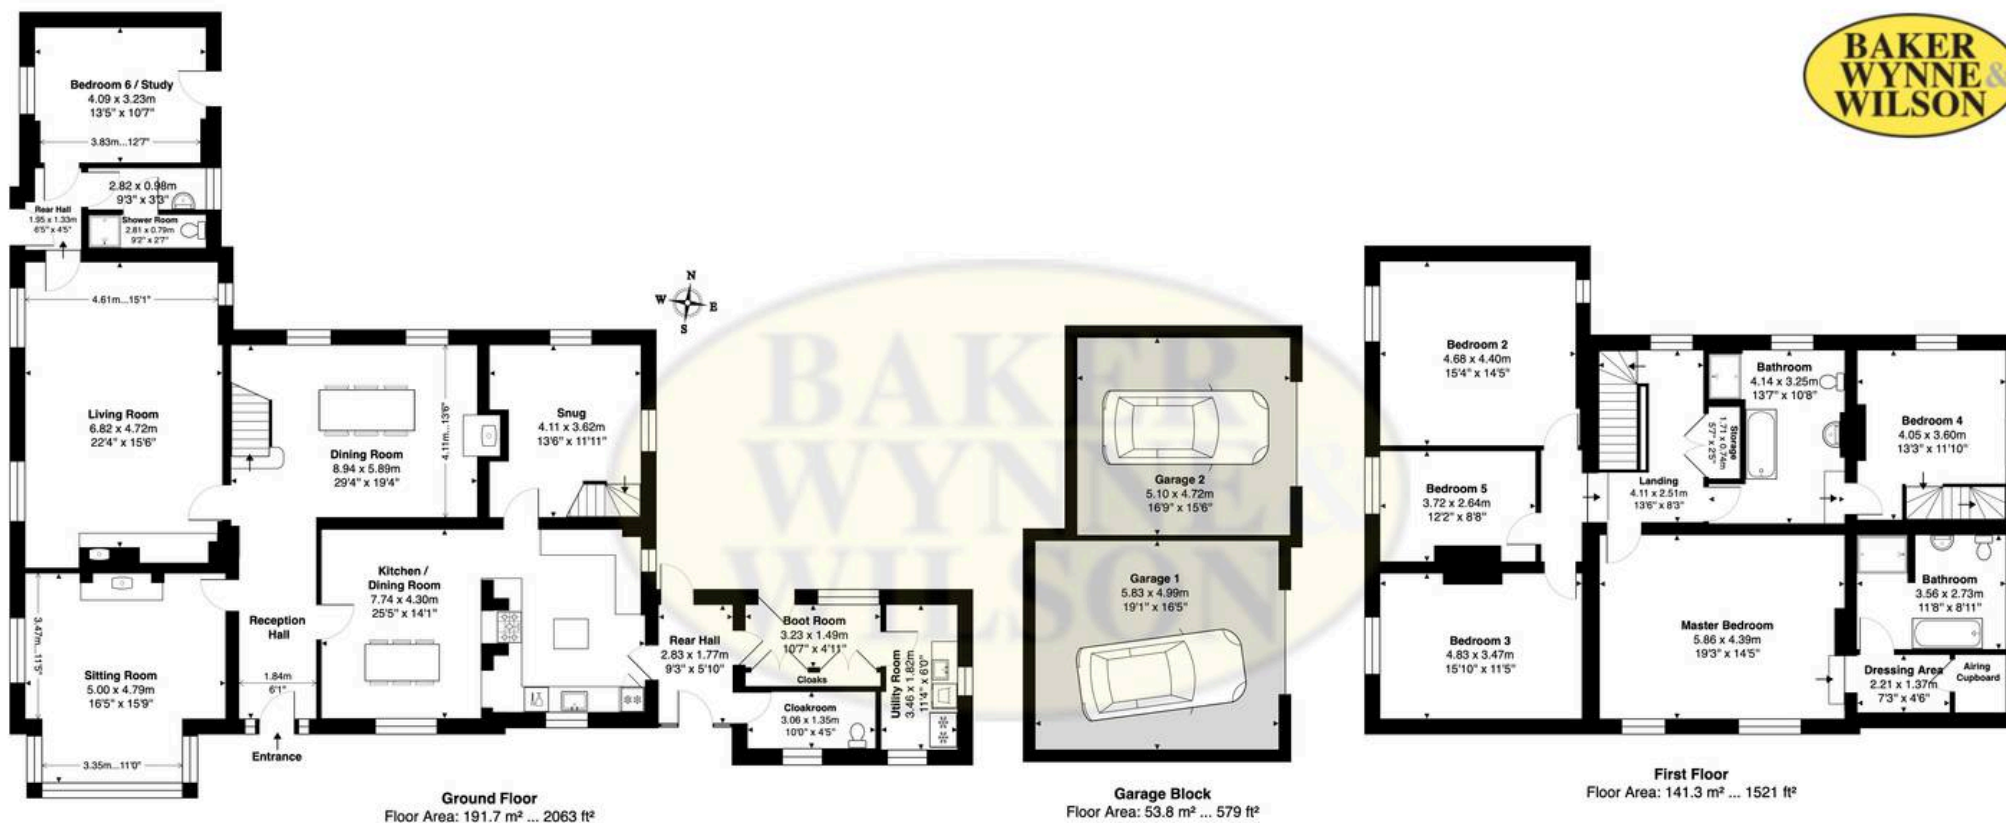 BAKER
WYNNE &
WILSON
Bedroom 6 / Study
4.09 x 3.23m
13'5" x 10'7"
3.83m...12'7"
2.82 x 0.98m
9'3" x 3'3"
Rear Hall
1.95 x 1.33m
6'5" x 4'5"
Shower Room
2.81 x 0.79m
9'2" x 2'7"
4.61m...15'1"
Living Room
6.82 x 4.72m
22'4" x 15'6"
Dining Room
8.94 x 5.89m
29'4" x 19'4"
4.11m...13'6"
Snug
4.11 x 3.62m
13'6" x 11'11"
Kitchen /
Dining Room
7.74 x 4.30m
25'5" x 14'1"
Reception
Hall
1.84m
6'1"
Entrance
3.47m...11'5"
Sitting Room
5.00 x 4.79m
16'5" x 15'9"
3.35m...11'0"
Rear Hall
2.83 x 1.77m
9'3" x 5'10"
Boot Room
3.23 x 1.49m
10'7" x 4'11"
Cloaks
Cloakroom
3.06 x 1.35m
10'0" x 4'5"
Utility Room
3.46 x 1.82m
11'4" x 6'0"
Ground Floor
Floor Area: 191.7 m² ... 2063 ft²
N
W E
S
BAKER
WYNNE &
WILSON
Garage 2
5.10 x 4.72m
16'9" x 15'6"
Garage 1
5.83 x 4.99m
19'1" x 16'5"
Garage Block
Floor Area: 53.8 m² ... 579 ft²
Bedroom 2
4.68 x 4.40m
15'4" x 14'5"
Bathroom
4.14 x 3.25m
13'7" x 10'8"
Storage
1.71 x 0.74m
5'7" x 2'5"
Bedroom 4
4.05 x 3.60m
13'3" x 11'10"
Bedroom 5
3.72 x 2.64m
12'2" x 8'8"
Landing
4.11 x 2.51m
13'6" x 8'3"
Bedroom 3
4.83 x 3.47m
15'10" x 11'5"
Master Bedroom
5.86 x 4.39m
19'3" x 14'5"
Bathroom
3.56 x 2.73m
11'8" x 8'11"
Dressing Area
2.21 x 1.37m
7'3" x 4'6"
Airing
Cupboard
First Floor
Floor Area: 141.3 m² ... 1521 ft²